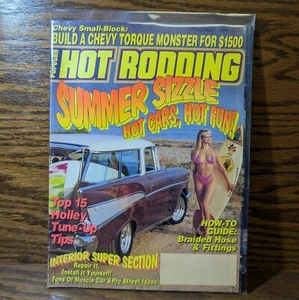 Chevy Small-Block:
BUILD A CHEVY TORQUE MONSTER FOR $1500
POPULAR
HOT RODDING
SUMMER SIZZLE
HOT CARS, HOT FUN!
Top 15
Holley
Tune-Up
Tips
HOW-TO
GUIDE:
Braided Hose
& Fittings
INTERIOR SUPER SECTION
Repair It,
Install It Yourself!
Tons Of Muscle Car & Pro Street Ideas